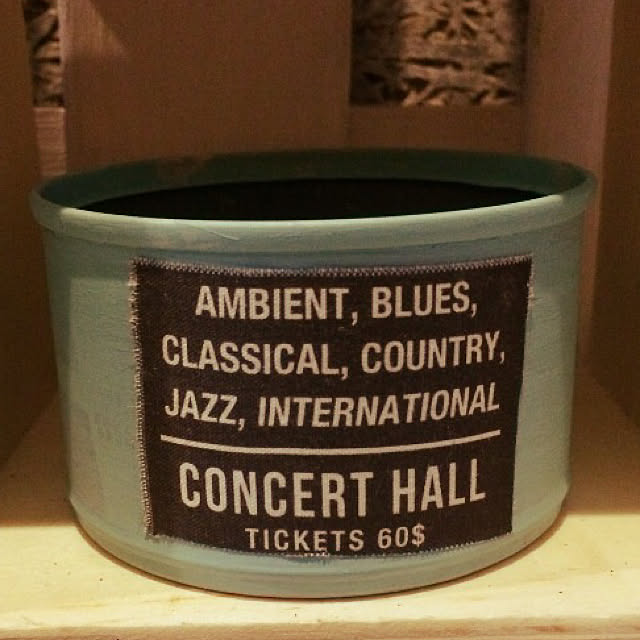 AMBIENT, BLUES,
CLASSICAL, COUNTRY,
JAZZ, INTERNATIONAL
CONCERT HALL
TICKETS 60$